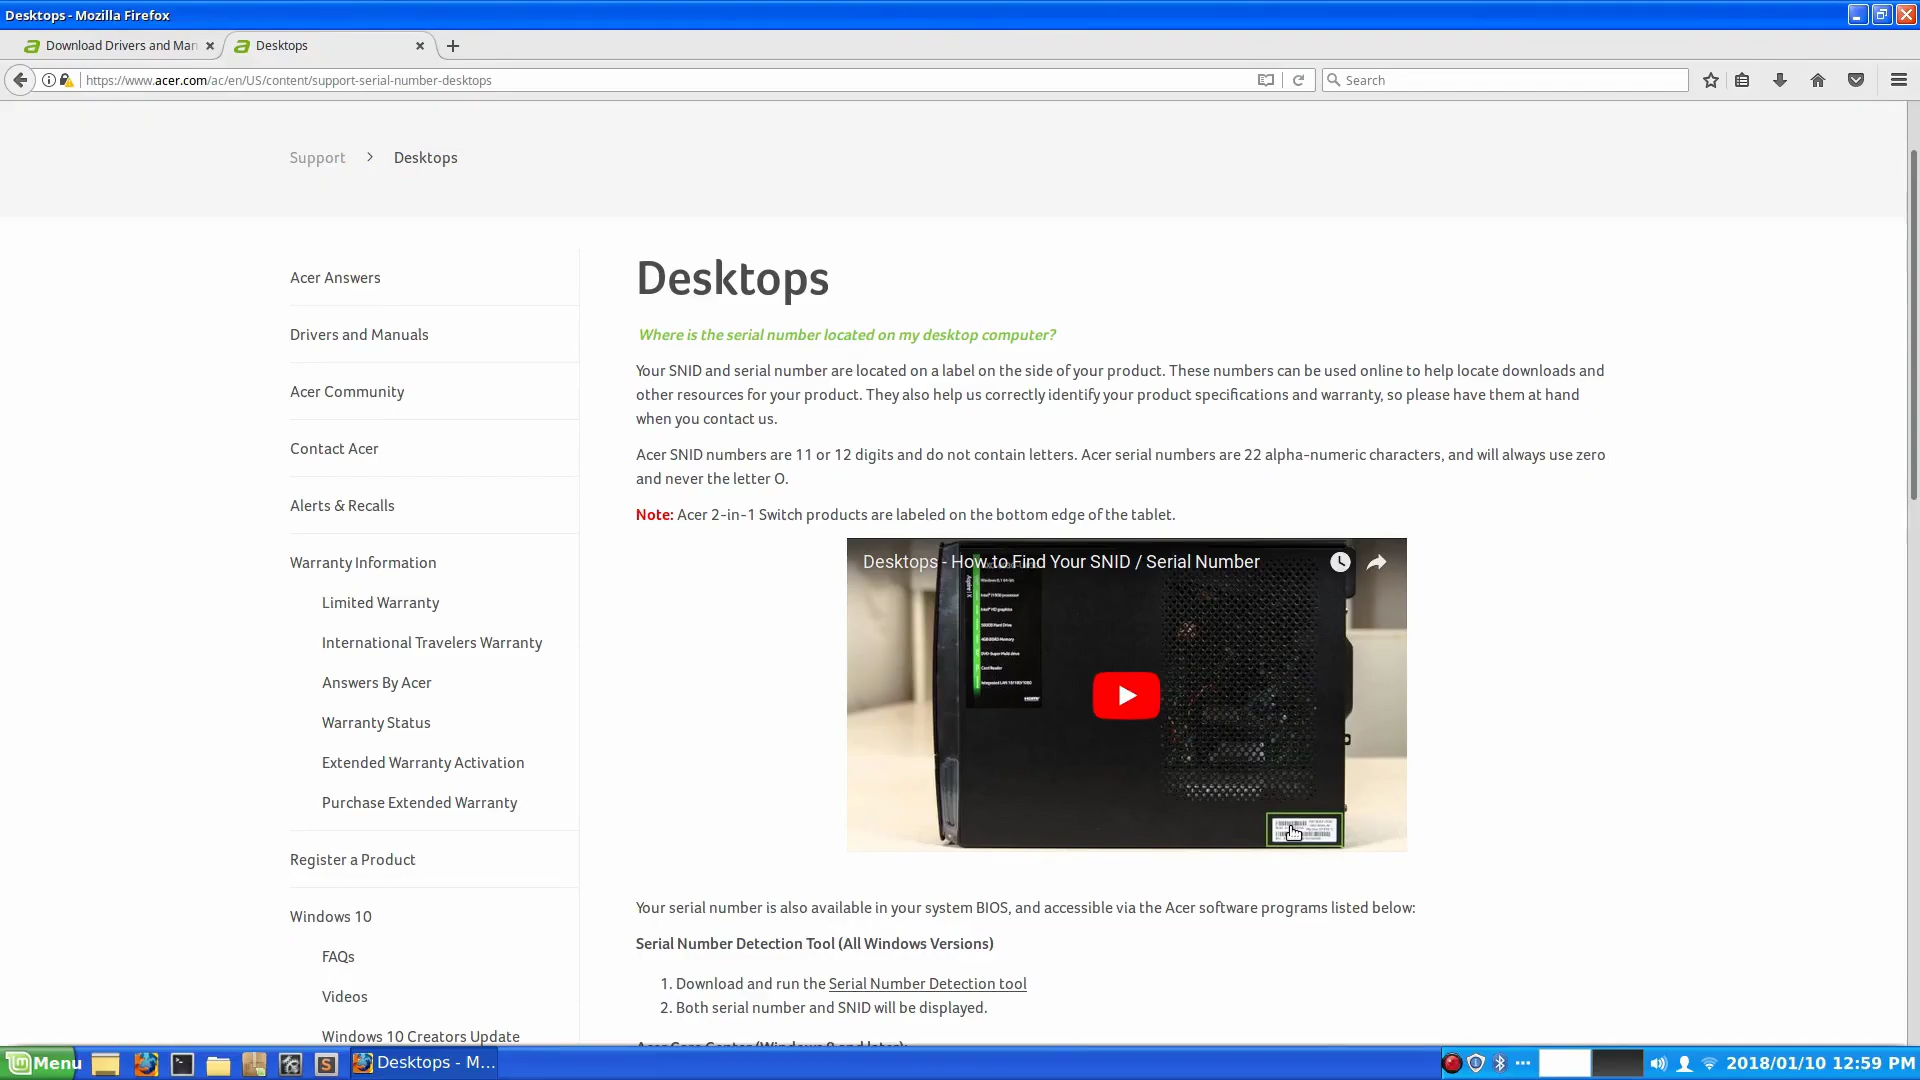 Desktops - Mozilla Firefox
Download Drivers and Man
Desktops
https://www.acer.com/ac/en/US/content/support-serial-number-desktops
Search
Support
Desktops
Acer Answers
Drivers and Manuals
Acer Community
Contact Acer
Alerts & Recalls
Warranty Information
Limited Warranty
International Travelers Warranty
Answers By Acer
Warranty Status
Extended Warranty Activation
Purchase Extended Warranty
Register a Product
Windows 10
FAQs
Videos
Windows 10 Creators Update
Desktops
Where is the serial number located on my desktop computer?
Your SNID and serial number are located on a label on the side of your product. These numbers can be used online to help locate downloads and
other resources for your product. They also help us correctly identify your product specifications and warranty, so please have them at hand
when you contact us.
Acer SNID numbers are 11 or 12 digits and do not contain letters. Acer serial numbers are 22 alpha-numeric characters, and will always use zero
and never the letter O.
Note: Acer 2-in-1 Switch products are labeled on the bottom edge of the tablet.
Desktops - How to Find Your SNID / Serial Number
Your serial number is also available in your system BIOS, and accessible via the Acer software programs listed below:
Serial Number Detection Tool (All Windows Versions)
1. Download and run the Serial Number Detection tool
2. Both serial number and SNID will be displayed.
Menu
Desktops - M...
2018/01/10 12:59 PM